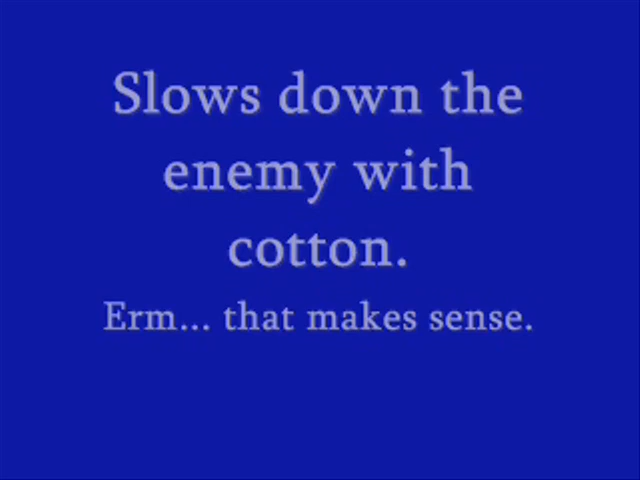 Slows down the
enemy with
cotton.
Erm... that makes sense.